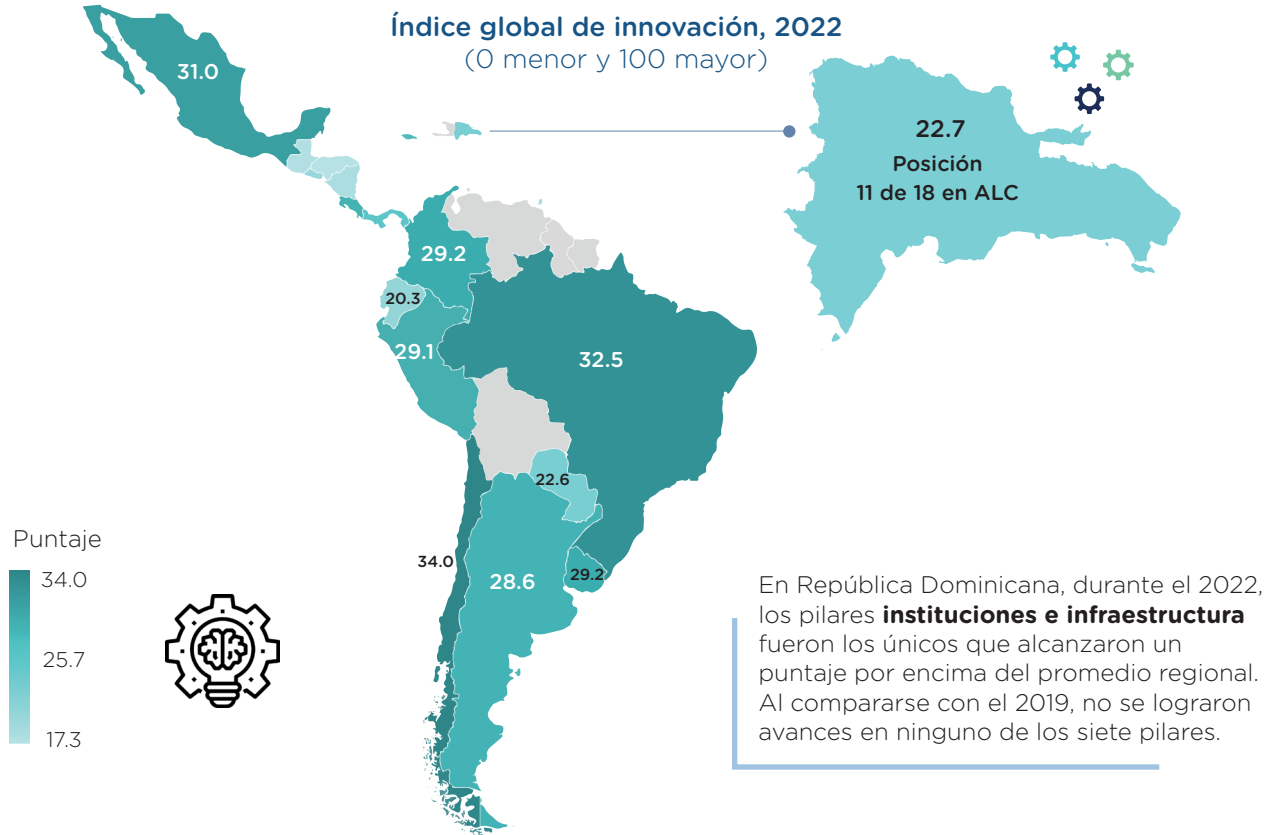 Índice global de innovación, 2022
(0 menor y 100 mayor)
31.0
22.7
Posición
11 de 18 en ALC
29.2
20.3
29.1
32.5
22.6
34.0
28.6
29.2
Puntaje
34.0
25.7
17.3
En República Dominicana, durante el 2022,
los pilares instituciones e infraestructura
fueron los únicos que alcanzaron un
puntaje por encima del promedio regional.
Al compararse con el 2019, no se lograron
avances en ninguno de los siete pilares.